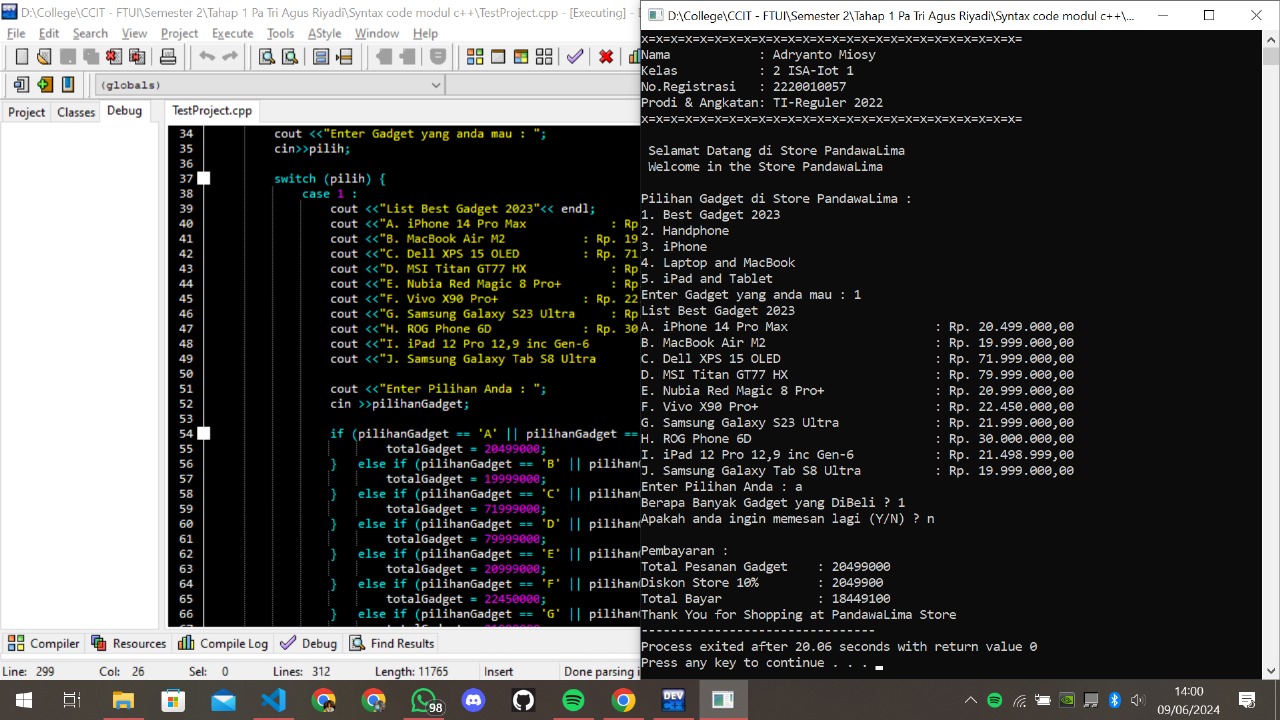 D:\College\CCIT - FTUI\Semester 2\Tahap 1 Pa Tri Agus Riyadi\Syntax code modul c++\TestProject.cpp - [Executing] -
File Edit Search View Project Execute Tools AStyle Window Help
(globals)
Project Classes Debug
TestProject.cpp
34 cout <<"Enter Gadget yang anda mau : ";
35 cin>>pilih;
36
37 switch (pilih) {
38 case 1 :
39 cout <<"List Best Gadget 2023"<< endl;
40 cout <<"A. iPhone 14 Pro Max : Rp
41 cout <<"B. MacBook Air M2 : Rp. 19
42 cout <<"C. Dell XPS 15 OLED : Rp. 71
43 cout <<"D. MSI Titan GT77 HX : Rp
44 cout <<"E. Nubia Red Magic 8 Pro+ : Rp
45 cout <<"F. Vivo X90 Pro+ : Rp. 22
46 cout <<"G. Samsung Galaxy S23 Ultra : Rp
47 cout <<"H. ROG Phone 6D : Rp. 30
48 cout <<"I. iPad 12 Pro 12,9 inc Gen-6
49 cout <<"J. Samsung Galaxy Tab S8 Ultra
50
51 cout <<"Enter Pilihan Anda : ";
52 cin >>pilihanGadget;
53
54 if (pilihanGadget == 'A' || pilihanGadget ==
55 totalGadget = 20499000;
56 } else if (pilihanGadget == 'B' || pilihan
57 totalGadget = 19999000;
58 } else if (pilihanGadget == 'C' || pilihan
59 totalGadget = 71999000;
60 } else if (pilihanGadget == 'D' || pilihan
61 totalGadget = 79999000;
62 } else if (pilihanGadget == 'E' || pilihan
63 totalGadget = 20999000;
64 } else if (pilihanGadget == 'F' || pilihan
65 totalGadget = 22450000;
66 } else if (pilihanGadget == 'G' || pilihan
Compiler Resources Compile Log Debug Find Results
Line: 299 Col: 26 Sel: 0 Lines: 312 Length: 11765 Insert Done parsing i
D:\College\CCIT - FTUI\Semester 2\Tahap 1 Pa Tri Agus Riyadi\Syntax code modul c++\...
x=x=x=x=x=x=x=x=x=x=x=x=x=x=x=x=x=x=x=x=x=x=x=x=x=x=
Nama : Adryanto Miosy
Kelas : 2 ISA-Iot 1
No.Registrasi : 2220010057
Prodi & Angkatan: TI-Reguler 2022
x=x=x=x=x=x=x=x=x=x=x=x=x=x=x=x=x=x=x=x=x=x=x=x=x=x=
Selamat Datang di Store PandawaLima
Welcome in the Store PandawaLima
Pilihan Gadget di Store PandawaLima :
1. Best Gadget 2023
2. Handphone
3. iPhone
4. Laptop and MacBook
5. iPad and Tablet
Enter Gadget yang anda mau : 1
List Best Gadget 2023
A. iPhone 14 Pro Max : Rp. 20.499.000,00
B. MacBook Air M2 : Rp. 19.999.000,00
C. Dell XPS 15 OLED : Rp. 71.999.000,00
D. MSI Titan GT77 HX : Rp. 79.999.000,00
E. Nubia Red Magic 8 Pro+ : Rp. 20.999.000,00
F. Vivo X90 Pro+ : Rp. 22.450.000,00
G. Samsung Galaxy S23 Ultra : Rp. 21.999.000,00
H. ROG Phone 6D : Rp. 30.000.000,00
I. iPad 12 Pro 12,9 inc Gen-6 : Rp. 21.498.999,00
J. Samsung Galaxy Tab S8 Ultra : Rp. 19.999.000,00
Enter Pilihan Anda : a
Berapa Banyak Gadget yang DiBeli ? 1
Apakah anda ingin memesan lagi (Y/N) ? n
Pembayaran :
Total Pesanan Gadget : 20499000
Diskon Store 10% : 2049900
Total Bayar : 18449100
Thank You for Shopping at PandawaLima Store
--------------------------------
Process exited after 20.06 seconds with return value 0
Press any key to continue . . .
98
DEV
14:00
09/06/2024